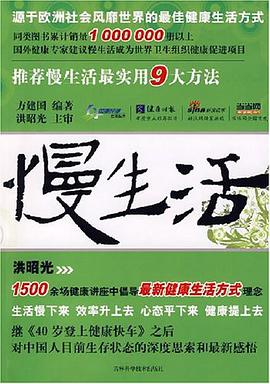 源于欧洲社会风靡世界的最佳健康生活方式
同类图书累计销量1 000 000册以上
国外健康专家建议慢生活成为世界卫生组织健康促进项目
推荐慢生活最实用9大方法
方建国 编著
洪昭光 主审
健康时报
sina
当当网
慢生活
洪昭光>>>
1500余场健康讲座中倡导最新健康生活方式理念
生活慢下来 效率升上去 心态平下来 健康提上去
继《40岁登上健康快车》之后
对中国人目前生存状态的深度思索和最新感悟
吉林科学技术出版社